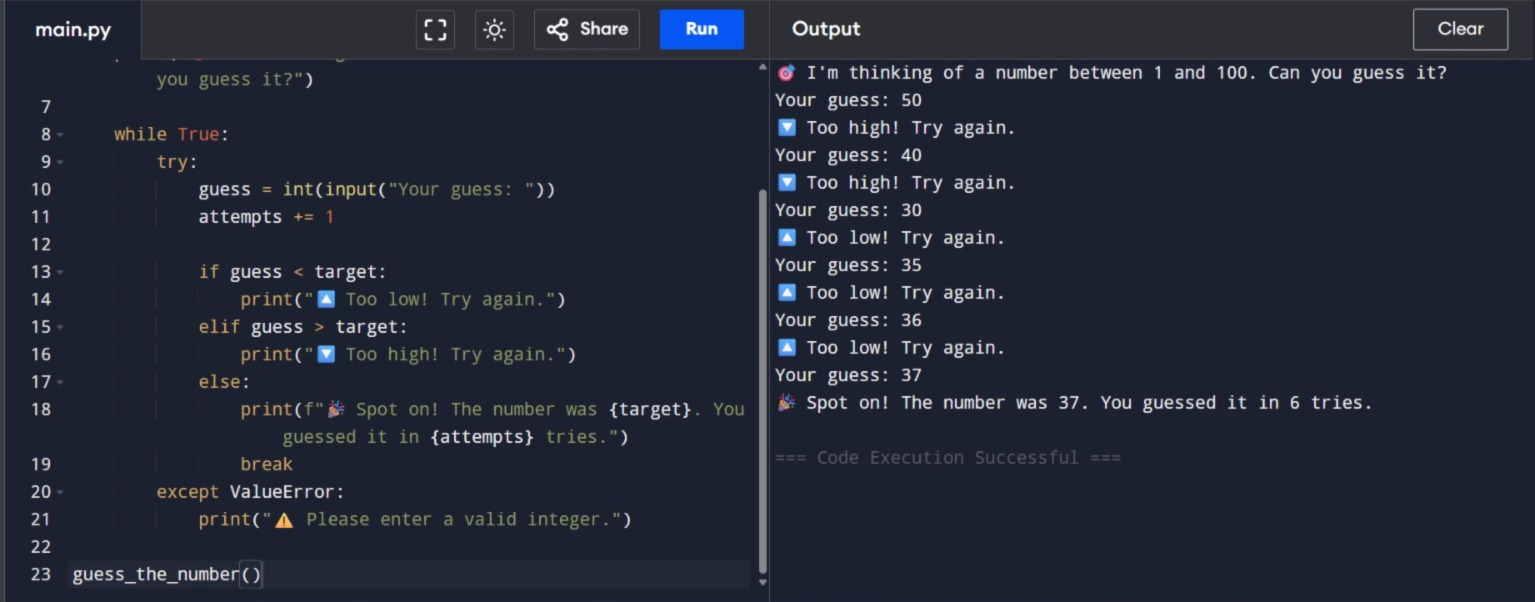 main.py
Share
Run
you guess it?")
7
8 while True:
9 try:
10 guess = int(input("Your guess: "))
11 attempts += 1
12
13 if guess < target:
14 print("🔼 Too low! Try again.")
15 elif guess > target:
16 print("🔽 Too high! Try again.")
17 else:
18 print(f"🎉 Spot on! The number was {target}. You
guessed it in {attempts} tries.")
19 break
20 except ValueError:
21 print("⚠️ Please enter a valid integer.")
22
23 guess_the_number()
Output
Clear
🎯 I'm thinking of a number between 1 and 100. Can you guess it?
Your guess: 50
🔽 Too high! Try again.
Your guess: 40
🔽 Too high! Try again.
Your guess: 30
🔼 Too low! Try again.
Your guess: 35
🔼 Too low! Try again.
Your guess: 36
🔼 Too low! Try again.
Your guess: 37
🎉 Spot on! The number was 37. You guessed it in 6 tries.
=== Code Execution Successful ===